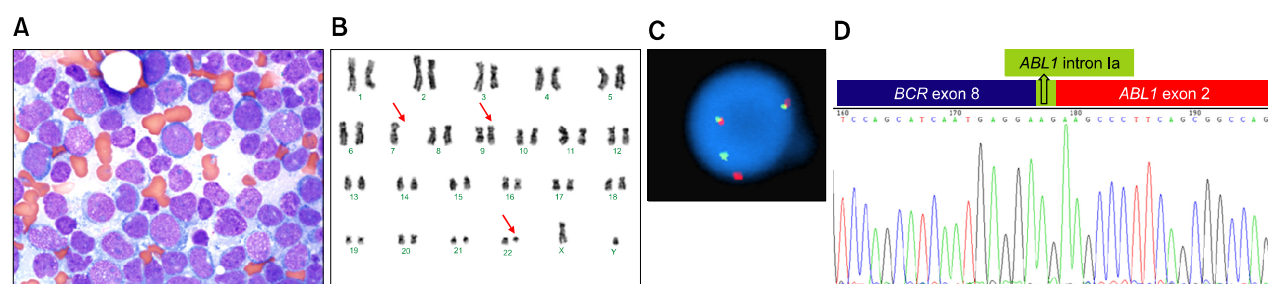 A
B
C
D
1 2 3 4 5
6 7 8 9 10 11 12
13 14 15 16 17 18
19 20 21 22 X Y
ABL1 intron Ia
BCR exon 8 ABL1 exon 2
160 170 180 190
T C C A G C A T C A A T G A G G A A G A A G C C C T T C A G C G G C C A G